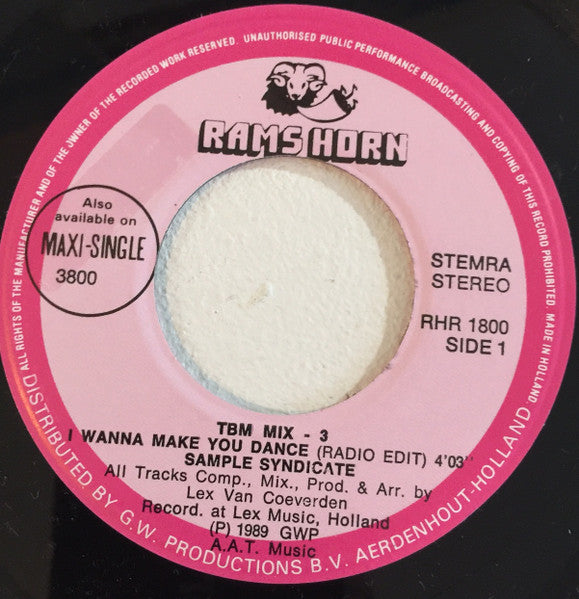 ALL RIGHTS OF THE MANUFACTURER AND OF THE OWNER OF THE RECORDED WORK RESERVED. UNAUTHORISED PUBLIC PERFORMANCE BROADCASTING AND COPYING OF THIS RECORD PROHIBITED. MADE IN HOLLAND.
RAMS HORN
Also
available on
MAXI-SINGLE
3800
STEMRA
STEREO
RHR 1800
SIDE 1
TBM MIX - 3
I WANNA MAKE YOU DANCE (RADIO EDIT) 4'03"
SAMPLE SYNDICATE
All Tracks Comp., Mix., Prod. & Arr. by
Lex Van Coeverden
Record. at Lex Music, Holland
(P) 1989 GWP
A.A.T. Music
DISTRIBUTED BY G.W. PRODUCTIONS B.V. AERDENHOUT-HOLLAND